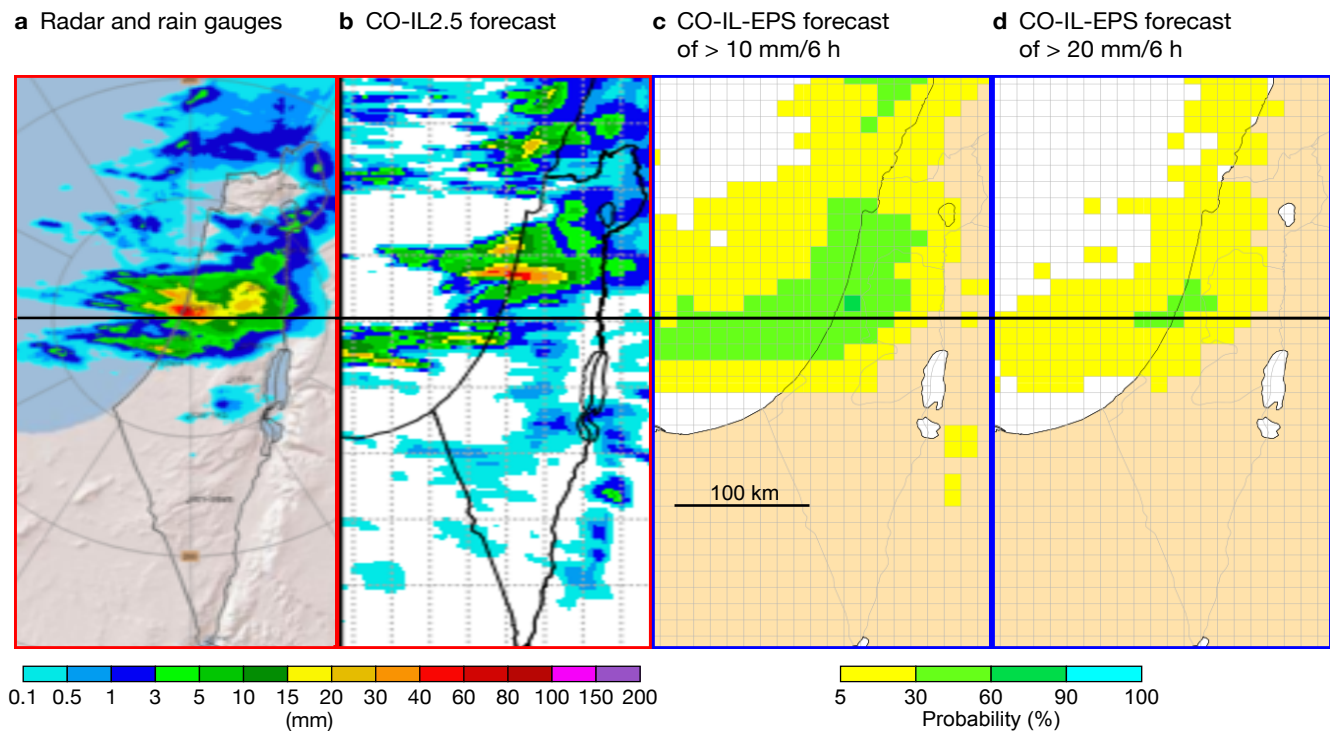 a Radar and rain gauges
b CO-IL2.5 forecast
c CO-IL-EPS forecast
of > 10 mm/6 h
d CO-IL-EPS forecast
of > 20 mm/6 h
100 km
0.1 0.5 1 3 5 10 15 20 30 40 60 80 100 150 200
(mm)
5 30 60 90 100
Probability (%)